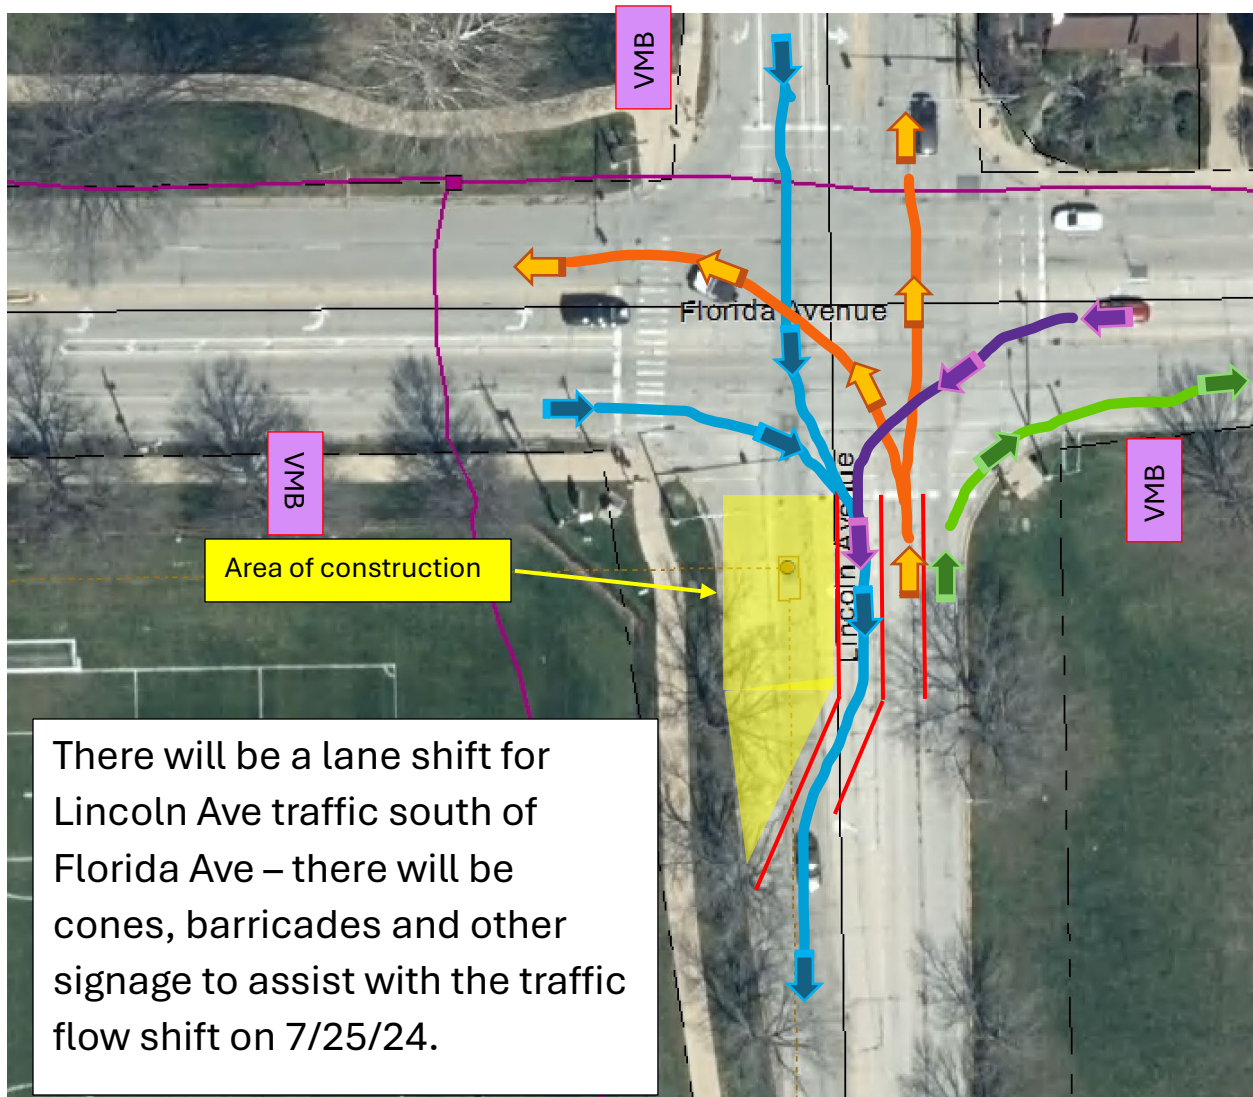 VMB
Florida Avenue
VMB
VMB
Lincoln Avenue
Area of construction
There will be a lane shift for
Lincoln Ave traffic south of
Florida Ave – there will be
cones, barricades and other
signage to assist with the traffic
flow shift on 7/25/24.